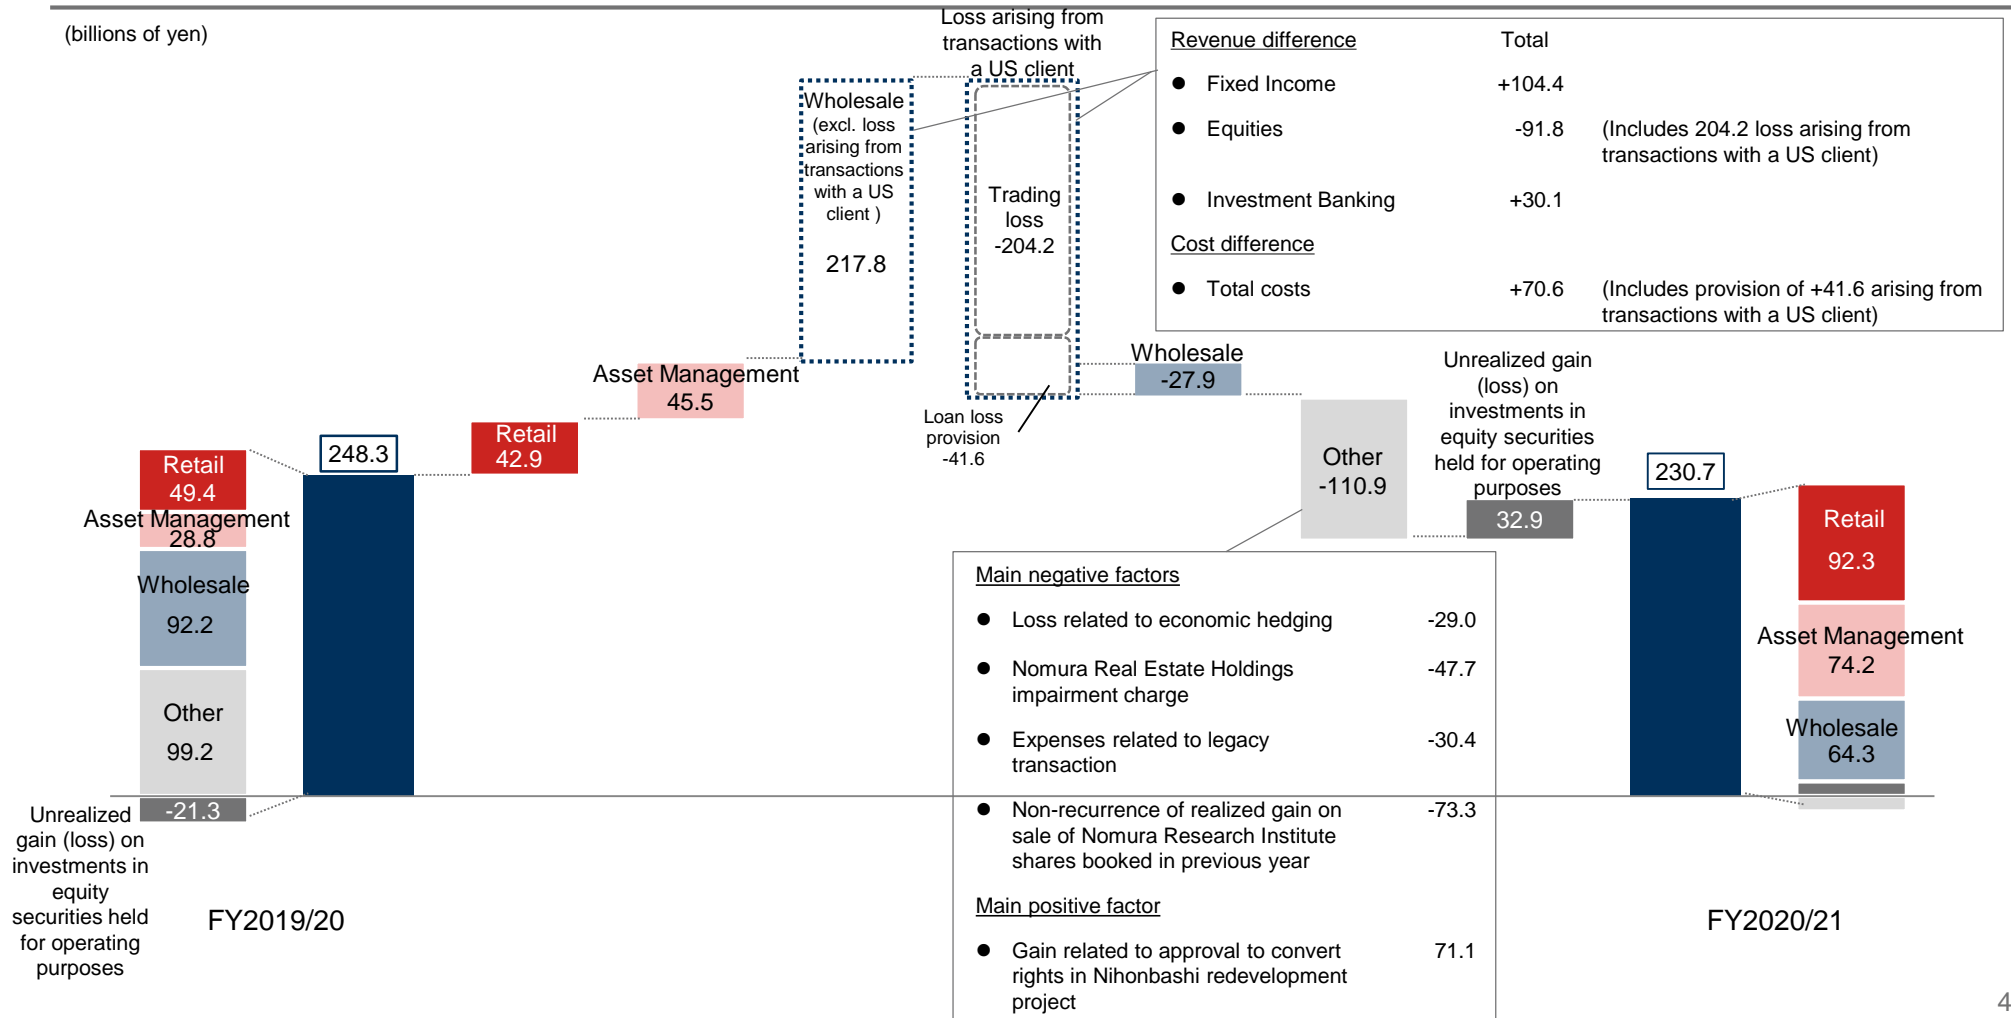 (billions of yen)
Loss arising from
transactions with
a US client
Revenue difference Total
● Fixed Income +104.4
● Equities -91.8 (Includes 204.2 loss arising from
transactions with a US client)
● Investment Banking +30.1
Cost difference
● Total costs +70.6 (Includes provision of +41.6 arising from
transactions with a US client)
Wholesale
(excl. loss
arising from
transactions
with a US
client )
217.8
Trading
loss
-204.2
Loan loss
provision
-41.6
Wholesale
-27.9
Asset Management
45.5
Retail
42.9
248.3
Retail
49.4
Asset Management
28.8
Wholesale
92.2
Other
99.2
-21.3
Unrealized
gain (loss) on
investments in
equity
securities held
for operating
purposes
FY2019/20
Other
-110.9
Unrealized gain
(loss) on
investments in
equity securities
held for operating
purposes
32.9
230.7
Retail
92.3
Asset Management
74.2
Wholesale
64.3
FY2020/21
Main negative factors
● Loss related to economic hedging -29.0
● Nomura Real Estate Holdings -47.7
impairment charge
● Expenses related to legacy -30.4
transaction
● Non-recurrence of realized gain on -73.3
sale of Nomura Research Institute
shares booked in previous year
Main positive factor
● Gain related to approval to convert 71.1
rights in Nihonbashi redevelopment
project
4